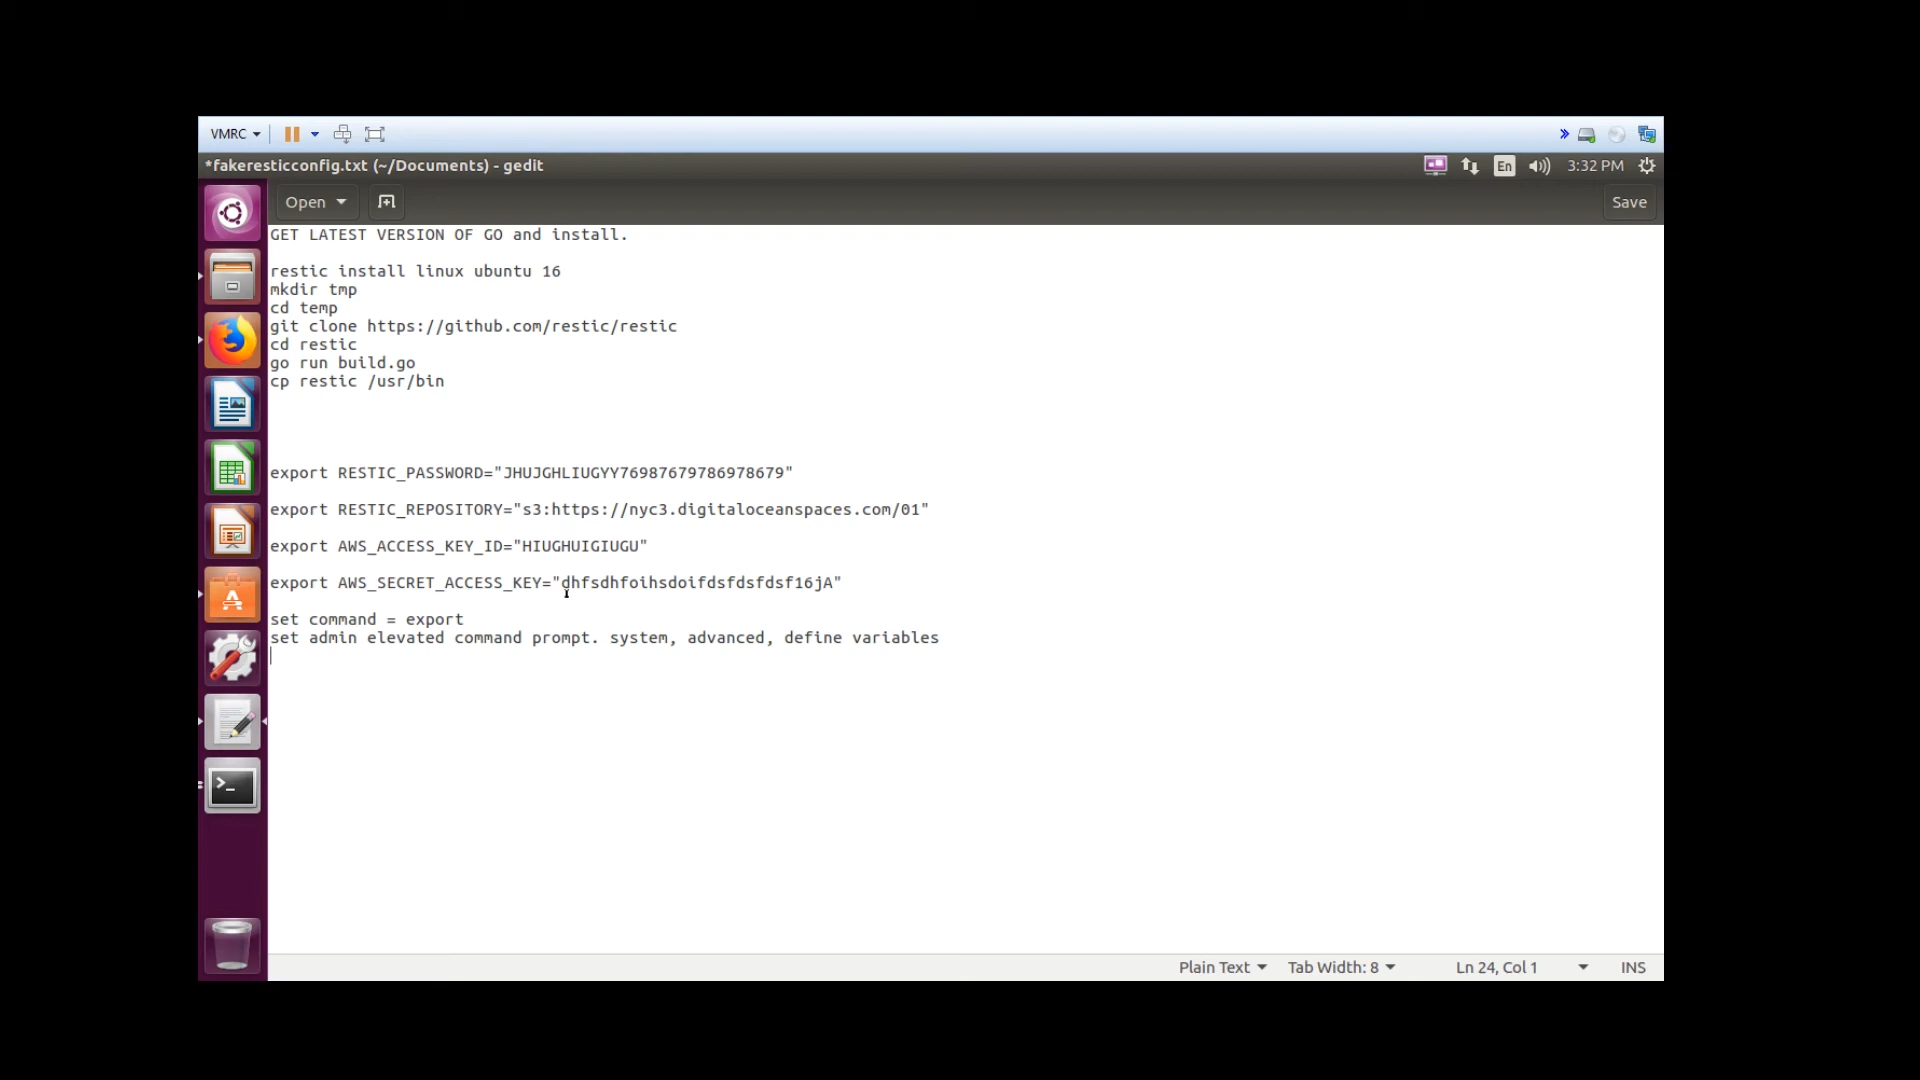 VMRC
*fakeresticconfig.txt (~/Documents) - gedit
En
3:32 PM
Open
Save
GET LATEST VERSION OF GO and install.
restic install linux ubuntu 16
mkdir tmp
cd temp
git clone https://github.com/restic/restic
cd restic
go run build.go
cp restic /usr/bin
export RESTIC_PASSWORD="JHUJGHLIUGYY76987679786978679"
export RESTIC_REPOSITORY="s3:https://nyc3.digitaloceanspaces.com/01"
export AWS_ACCESS_KEY_ID="HIUGHUIGIUGU"
export AWS_SECRET_ACCESS_KEY="dhfsdhfoihsdoifdsfdsfdsf16jA"
set command = export
set admin elevated command prompt. system, advanced, define variables
Plain Text
Tab Width: 8
Ln 24, Col 1
INS